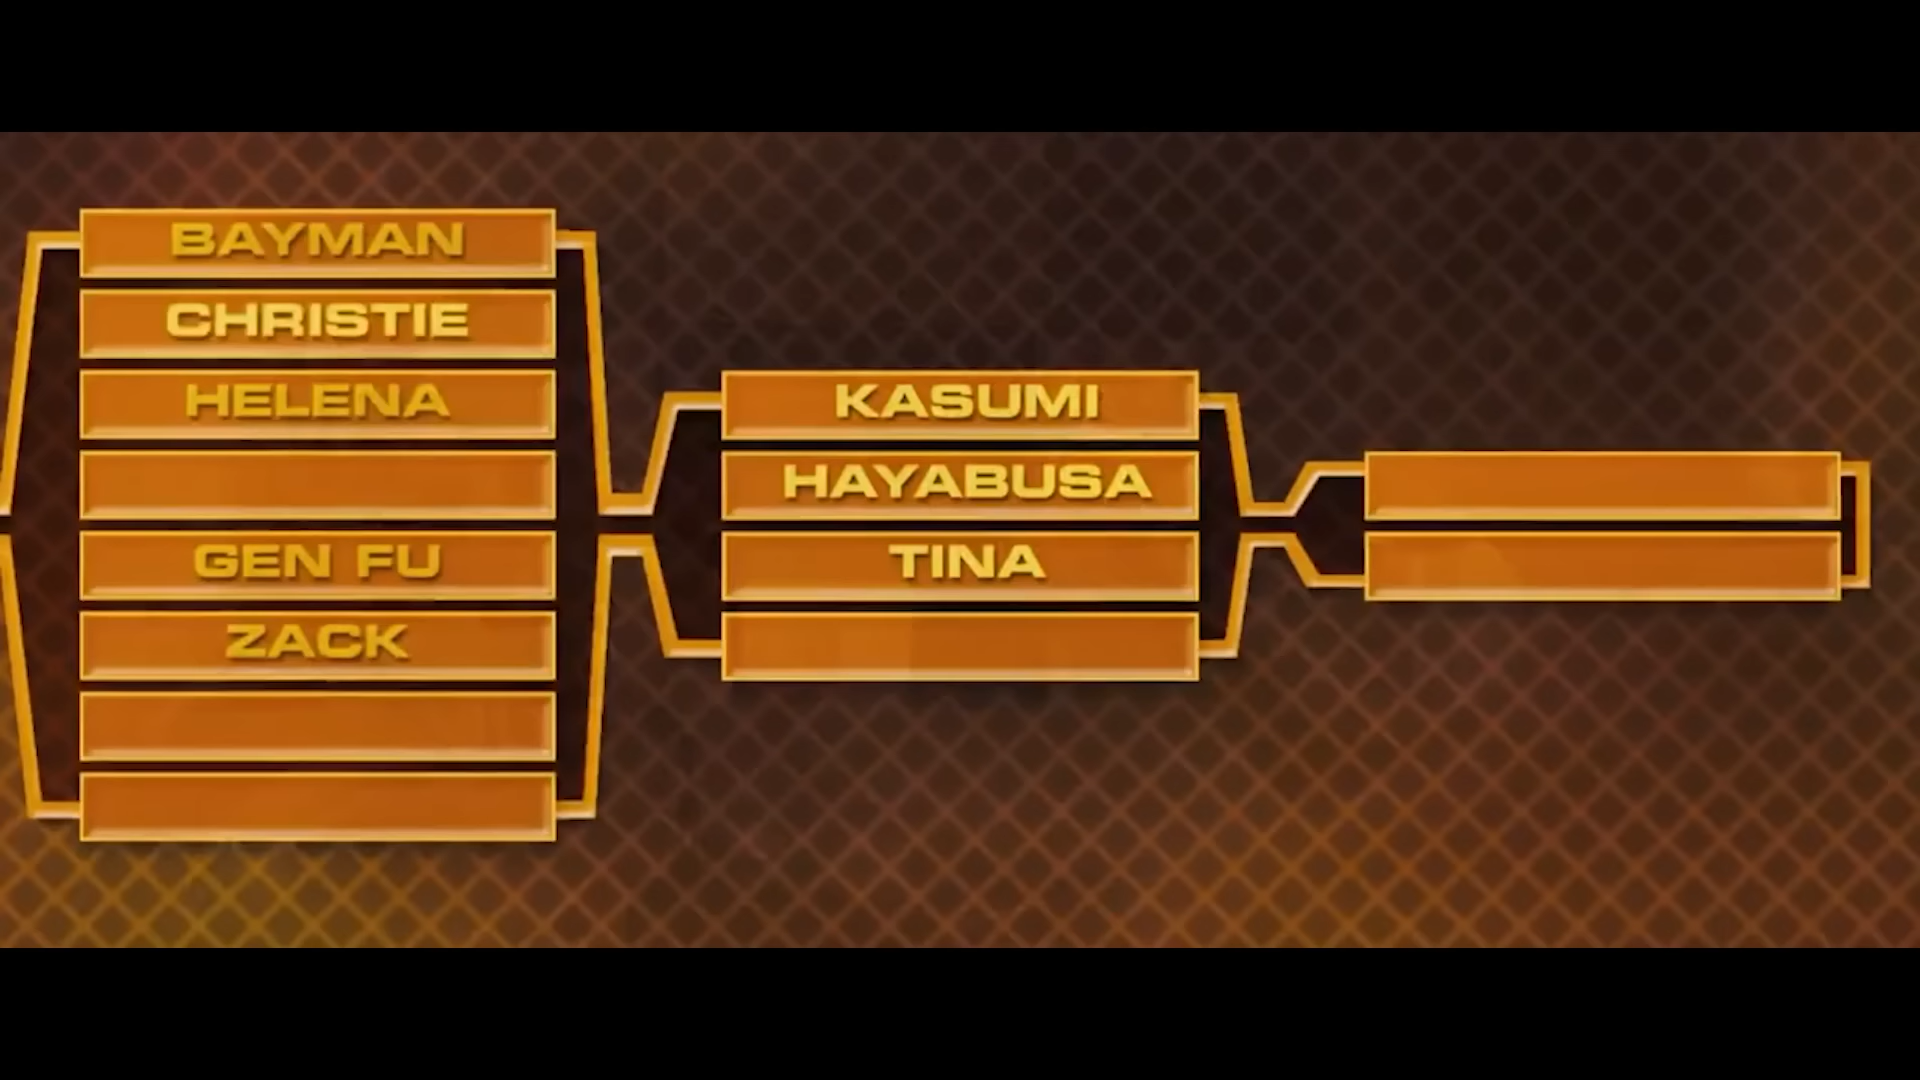 BAYMAN
CHRISTIE
HELENA
GEN FU
ZACK
KASUMI
HAYABUSA
TINA